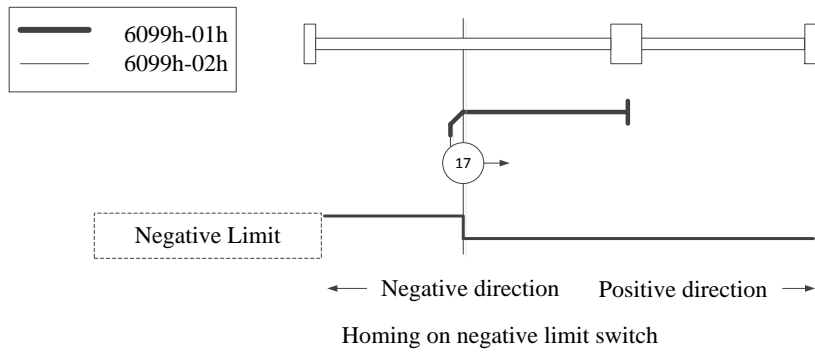 6099h-01h
6099h-02h
17
Negative Limit
Negative direction
Positive direction
Homing on negative limit switch